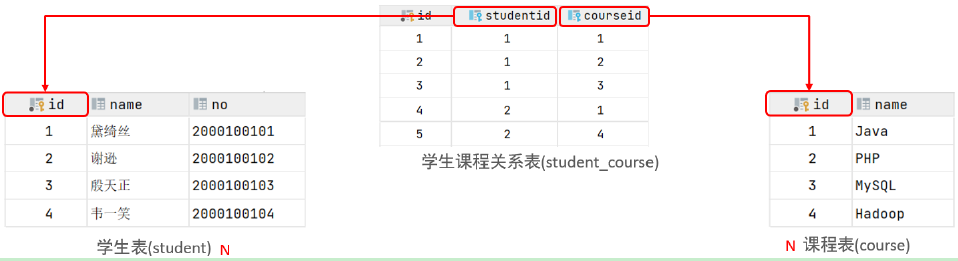 id studentid courseid
1 1 1
2 1 2
3 1 3
4 2 1
5 2 4
学生课程关系表(student_course)
id name no
1 黛绮丝 2000100101
2 谢逊 2000100102
3 殷天正 2000100103
4 韦一笑 2000100104
学生表(student) N
id name
1 Java
2 PHP
3 MySQL
4 Hadoop
N 课程表(course)